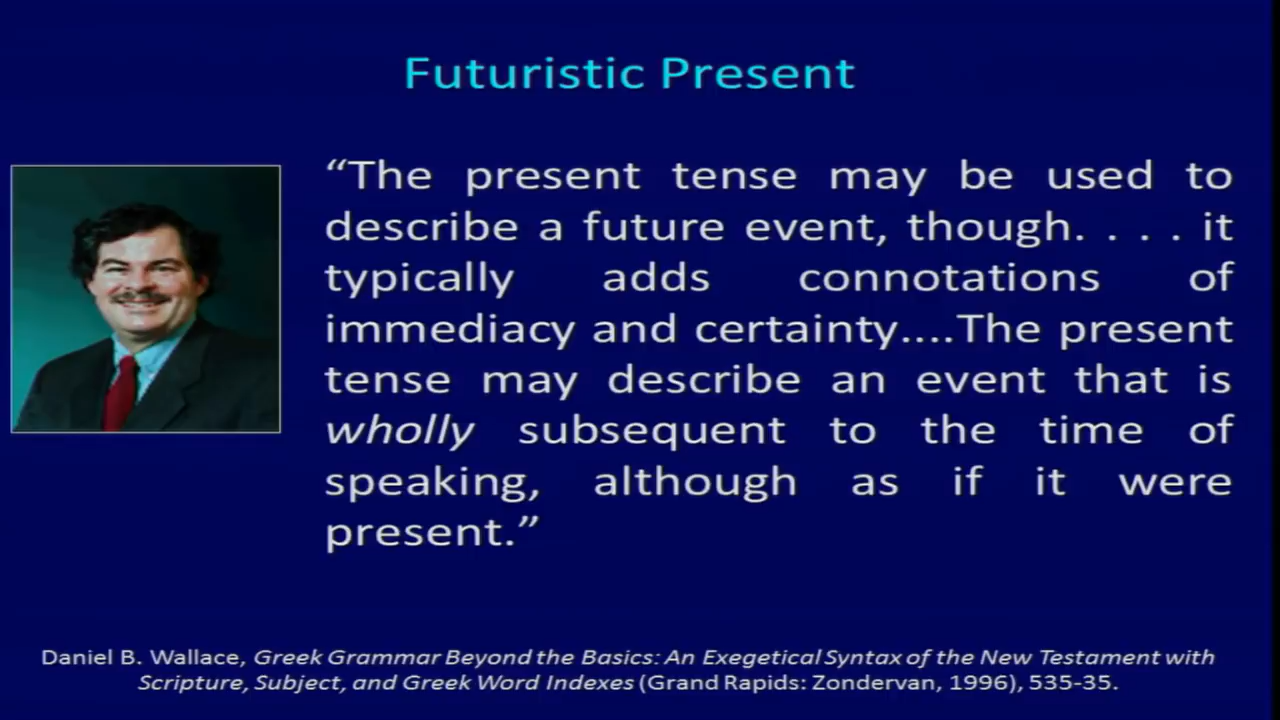 Futuristic Present
“The present tense may be used to
describe a future event, though. . . . it
typically adds connotations of
immediacy and certainty....The present
tense may describe an event that is
wholly subsequent to the time of
speaking, although as if it were
present.”
Daniel B. Wallace, Greek Grammar Beyond the Basics: An Exegetical Syntax of the New Testament with
Scripture, Subject, and Greek Word Indexes (Grand Rapids: Zondervan, 1996), 535-35.